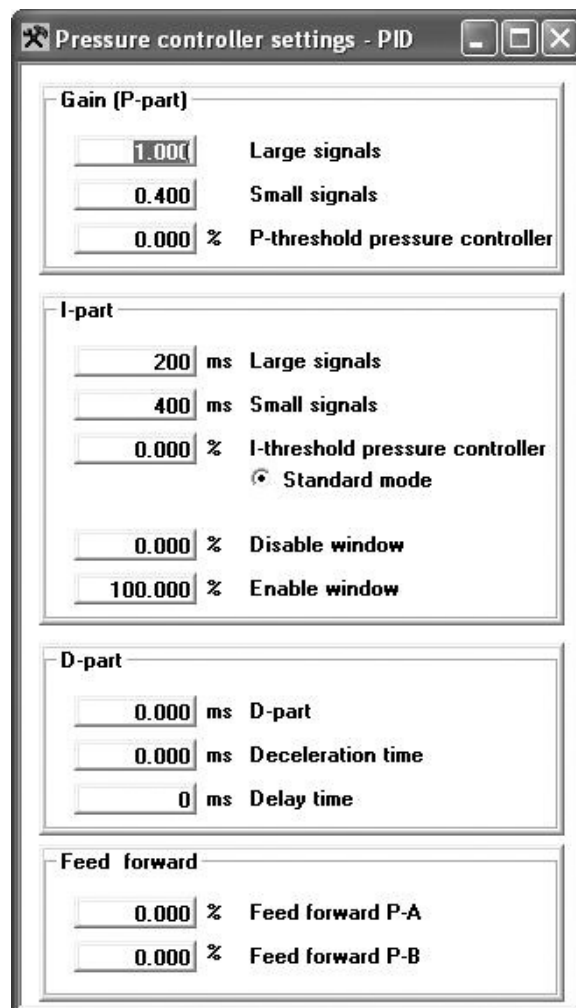 Pressure controller settings - PID
Gain (P-part)
1.000 Large signals
0.400 Small signals
0.000 % P-threshold pressure controller
I-part
200 ms Large signals
400 ms Small signals
0.000 % I-threshold pressure controller
Standard mode
0.000 % Disable window
100.000 % Enable window
D-part
0.000 ms D-part
0.000 ms Deceleration time
0 ms Delay time
Feed forward
0.000 % Feed forward P-A
0.000 % Feed forward P-B